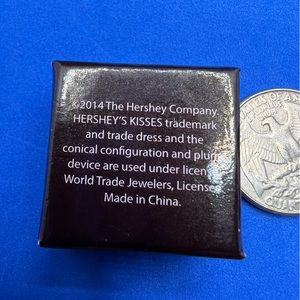 ©2014 The Hershey Company.
HERSHEY'S KISSES trademark
and trade dress and the
conical configuration and
device are used under
World Trade Jewelers,
Made in China.